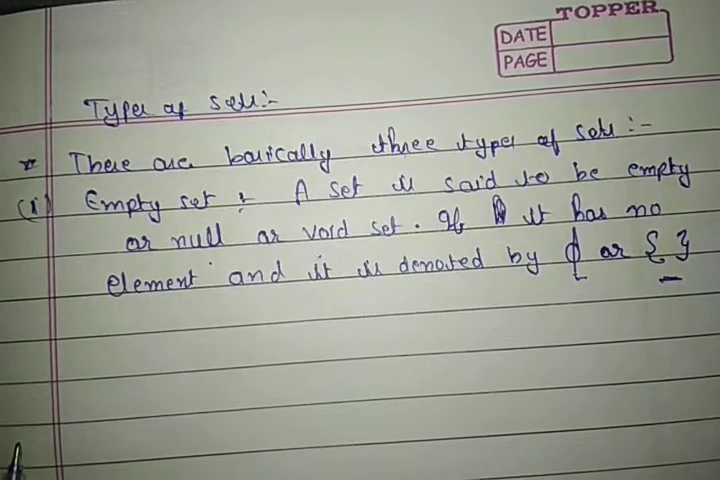 TOPPER
DATE
PAGE
Types of sets:-
* There are basically three types of sets :-
(i) Empty set : A set is said to be empty
or null or void set. If it has no
element and it is denoted by ϕ or { }